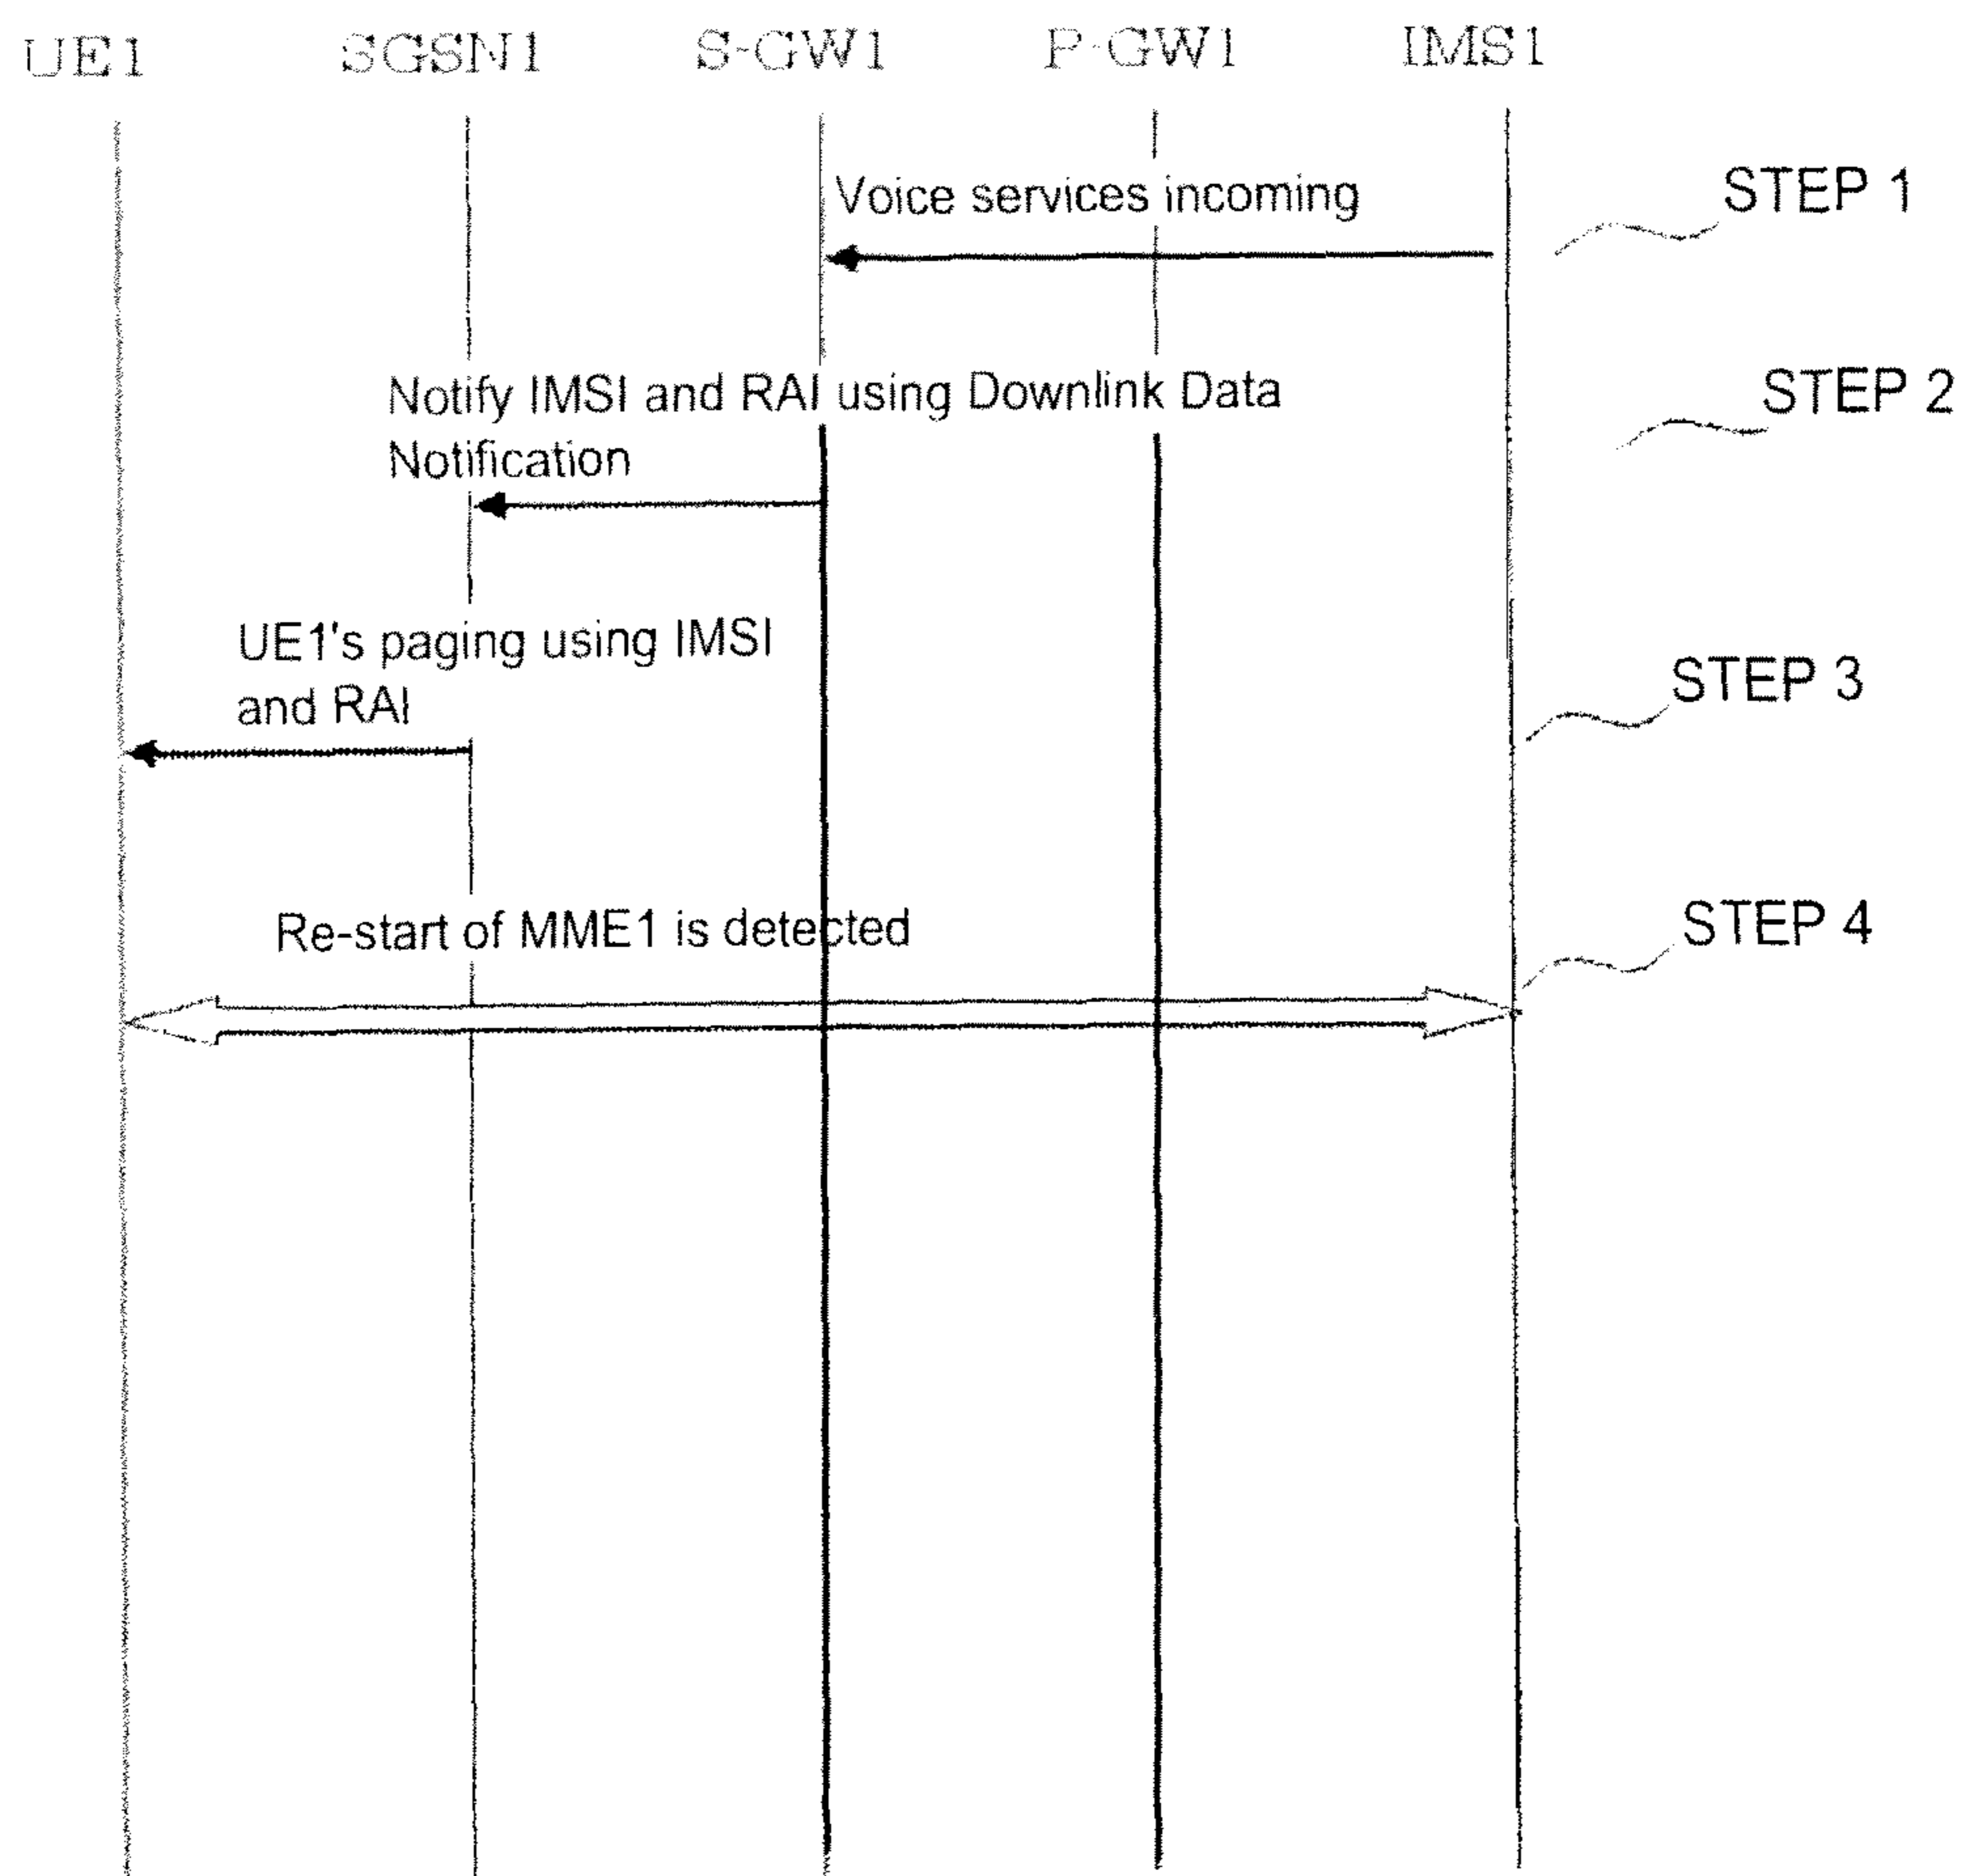 UE1 SGSN1 S-GW1 P-GW1 IMS1
Voice services incoming
STEP 1
Notify IMSI and RAI using Downlink Data
Notification
STEP 2
UE1's paging using IMSI
and RAI
STEP 3
Re-start of MME1 is detected
STEP 4